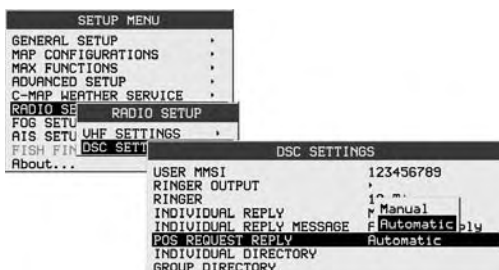 SETUP MENU
GENERAL SETUP
MAP CONFIGURATIONS
MAX FUNCTIONS
ADVANCED SETUP
C-MAP WEATHER SERVICE
RADIO SE
FOG SETU
AIS SETU
FISH FIN
About...
RADIO SETUP
VHF SETTINGS
DSC SETT
DSC SETTINGS
USER MMSI 123456789
RINGER OUTPUT
RINGER
INDIVIDUAL REPLY
INDIVIDUAL REPLY MESSAGE
POS REQUEST REPLY Automatic
INDIVIDUAL DIRECTORY
GROUP DIRECTORY
Manual
Automatic